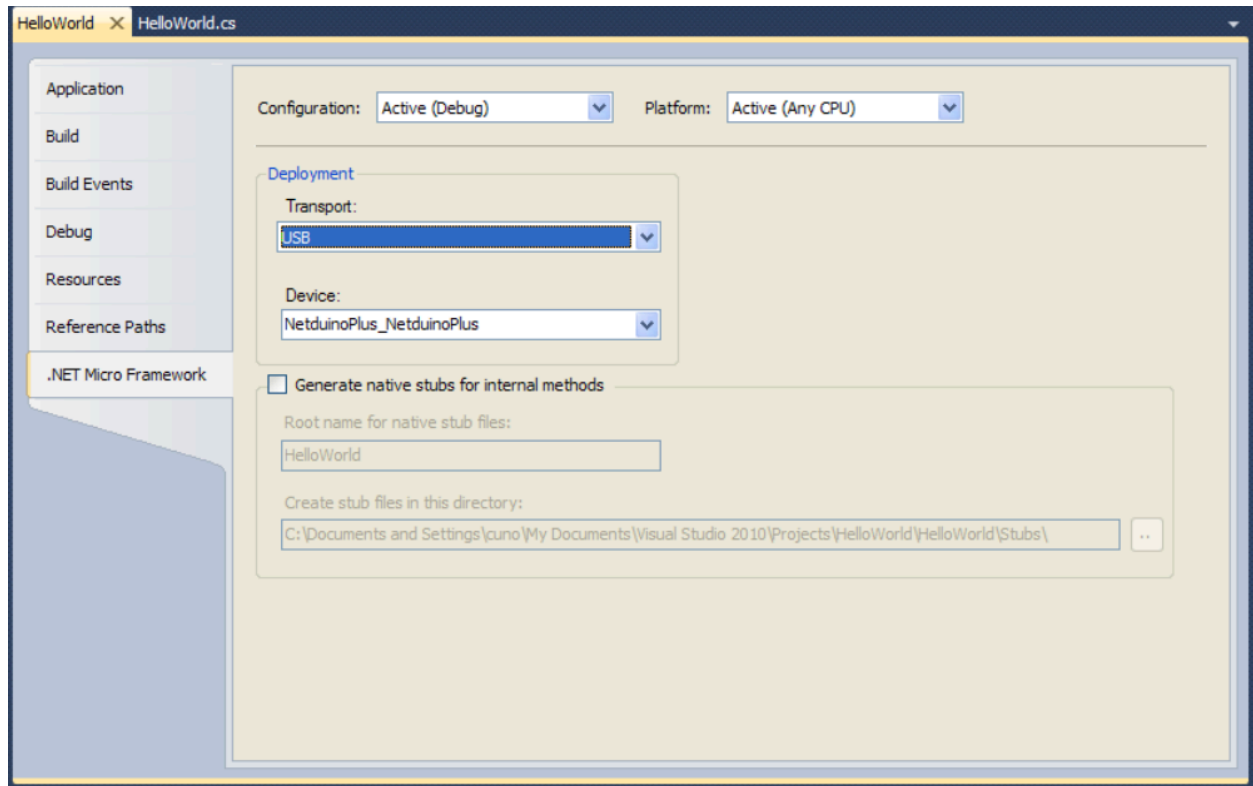 HelloWorld HelloWorld.cs
Application
Build
Build Events
Debug
Resources
Reference Paths
.NET Micro Framework
Configuration: Active (Debug) Platform: Active (Any CPU)
Deployment
Transport:
USB
Device:
NetduinoPlus_NetduinoPlus
Generate native stubs for internal methods
Root name for native stub files:
HelloWorld
Create stub files in this directory:
C:\Documents and Settings\cuno\My Documents\Visual Studio 2010\Projects\HelloWorld\HelloWorld\Stubs\ ..